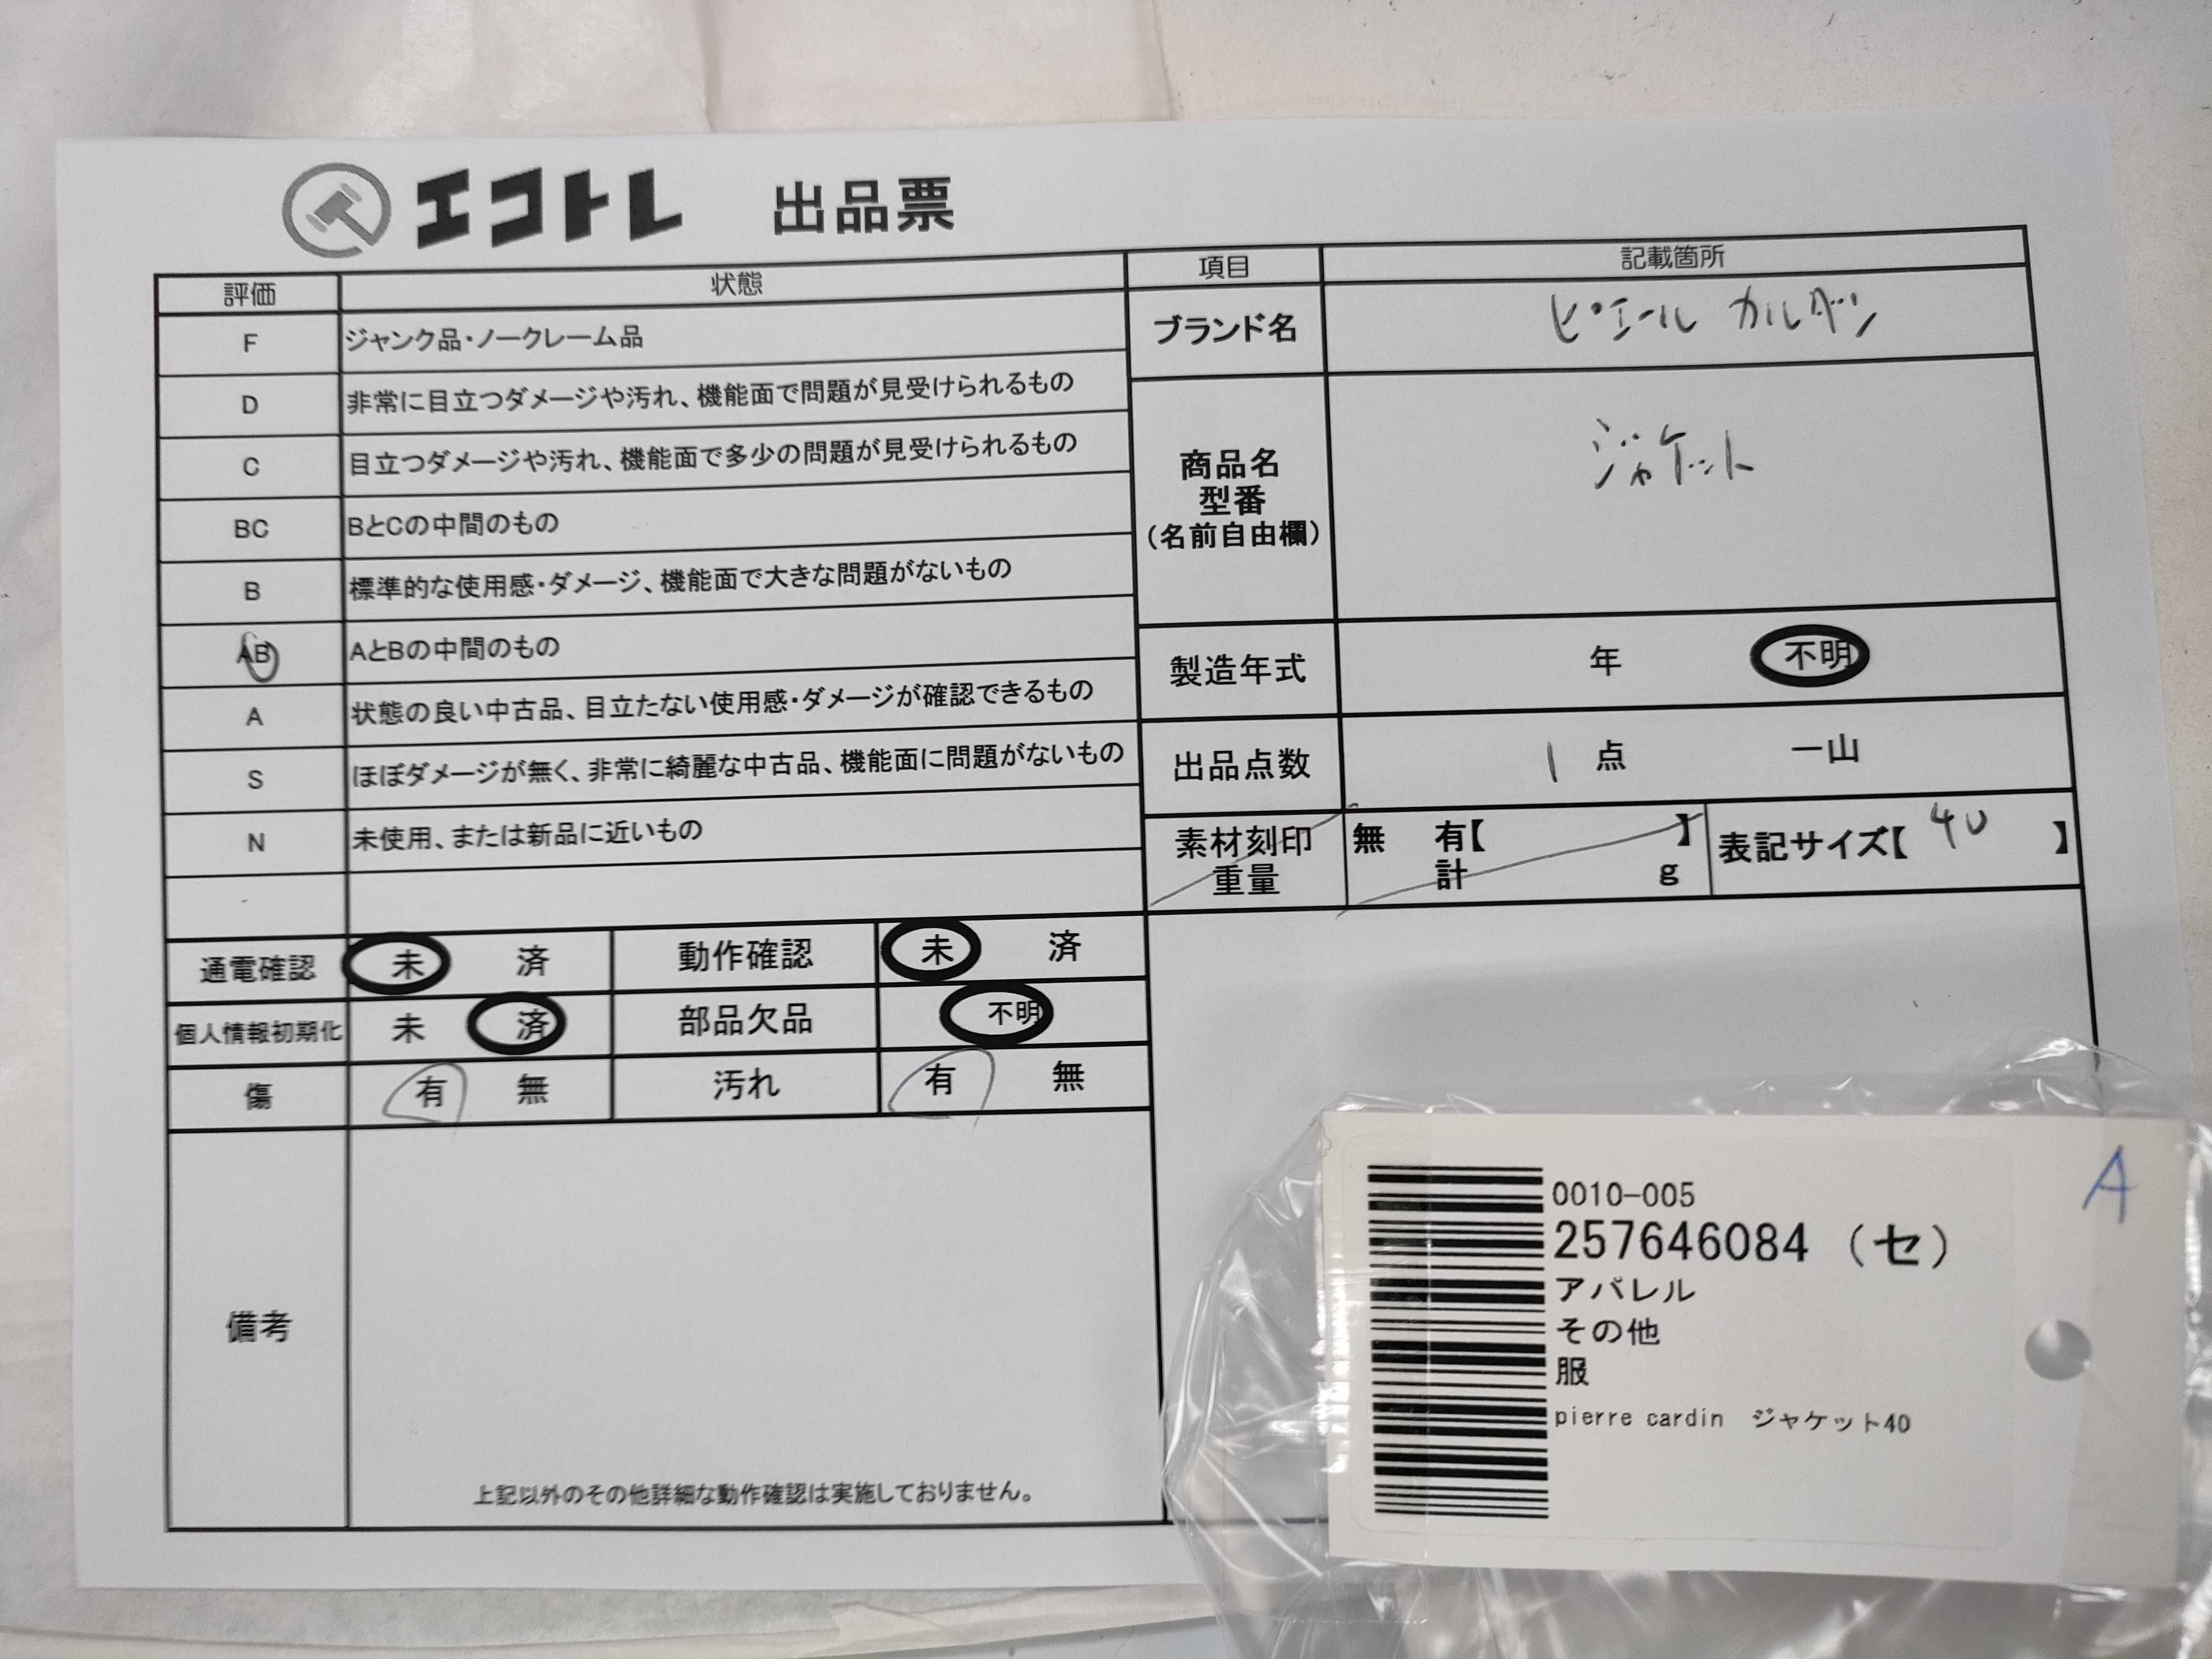 エコトレ 出品票
評価 状態
F ジャンク品・ノークレーム品
D 非常に目立つダメージや汚れ、機能面で問題が見受けられるもの
C 目立つダメージや汚れ、機能面で多少の問題が見受けられるもの
BC BとCの中間のもの
B 標準的な使用感・ダメージ、機能面で大きな問題がないもの
AB AとBの中間のもの
A 状態の良い中古品、目立たない使用感・ダメージが確認できるもの
S ほぼダメージが無く、非常に綺麗な中古品、機能面に問題がないもの
N 未使用、または新品に近いもの
項目 記載箇所
ブランド名 ピエール カルダン
商品名
型番
(名前自由欄)
ジャケット
製造年式 年 不明
出品点数 1 点 一山
素材刻印 無 有【 】
重量 計 g
表記サイズ【 40 】
通電確認 未 済 動作確認 未 済
個人情報初期化 未 済 部品欠品 不明
傷 有 無 汚れ 有 無
備考
上記以外のその他詳細な動作確認は実施しておりません。
A
0010-005
257646084 (セ)
アパレル
その他
服
pierre cardin ジャケット40